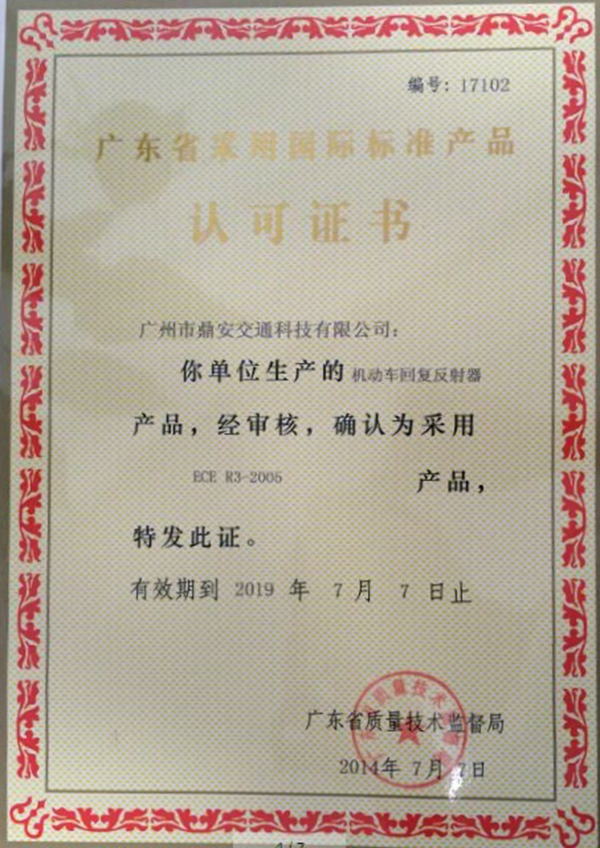 编号：17102
广东省采用国际标准产品
认可证书
广州市鼎安交通科技有限公司：
你单位生产的 机动车回复反射器
产品，经审核，确认为采用
ECE R3-2005 产品，
特发此证。
有效期到 2019 年 7 月 7 日止
广东省质量技术监督局
2014年 7月 7日